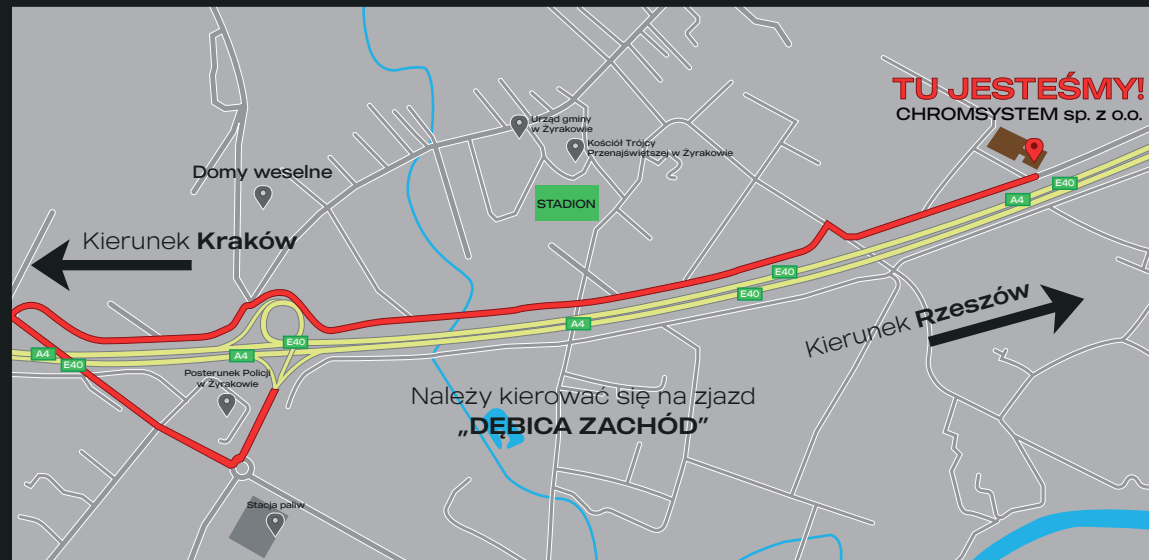 TU JESTEŚMY!
CHROMSYSTEM sp. z o.o.
Urząd gminy
w Żyrakowie
Kościół Trójcy
Przenajświętszej w Żyrakowie
Domy weselne
STADION
E40
A4
Kierunek Kraków
E40
E40
Kierunek Rzeszów
A4
E40
A4
A4
E40
Posterunek Policji
w Żyrakowie
Należy kierować się na zjazd
„DĘBICA ZACHÓD”
Stacja paliw